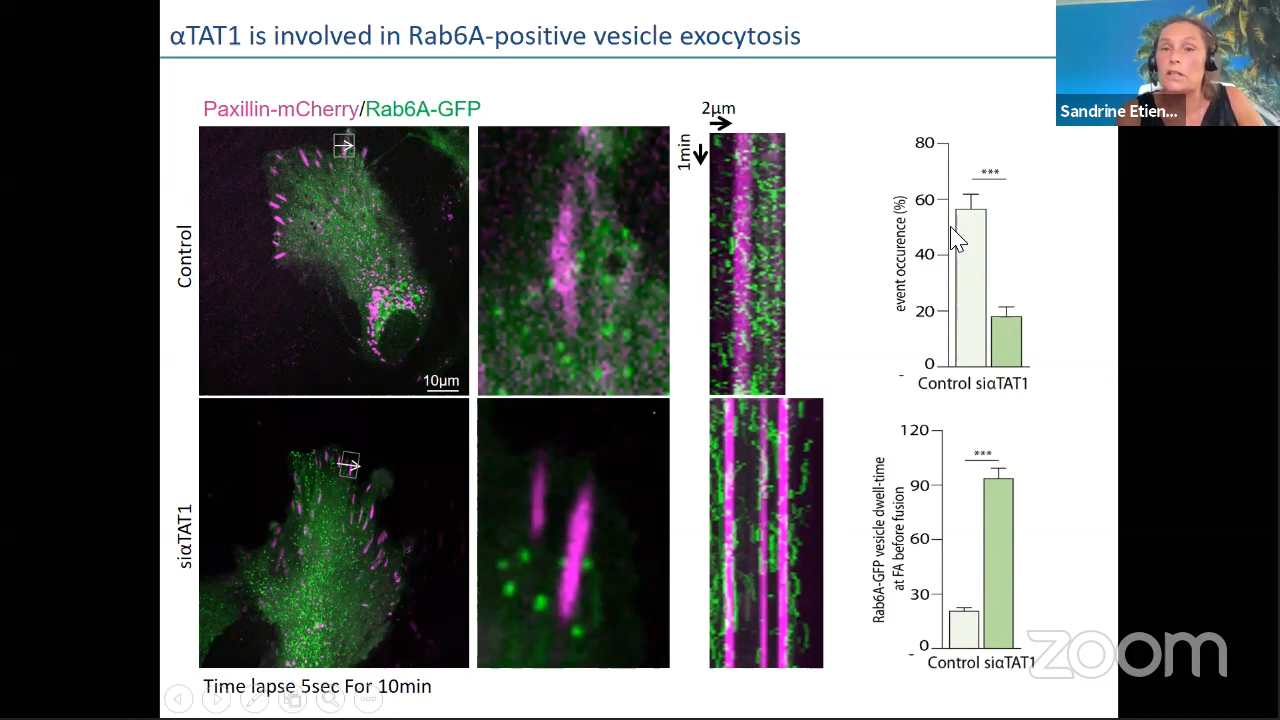 αTAT1 is involved in Rab6A-positive vesicle exocytosis
Sandrine Etien...
Paxillin-mCherry/Rab6A-GFP
2µm
1min
Control
10µm
siαTAT1
Time lapse 5sec For 10min
event occurence (%)
80
60
40
20
0
***
Control siαTAT1
Rab6A-GFP vesicle dwell-time
at FA before fusion
120
90
60
30
0
***
Control siαTAT1
zoom